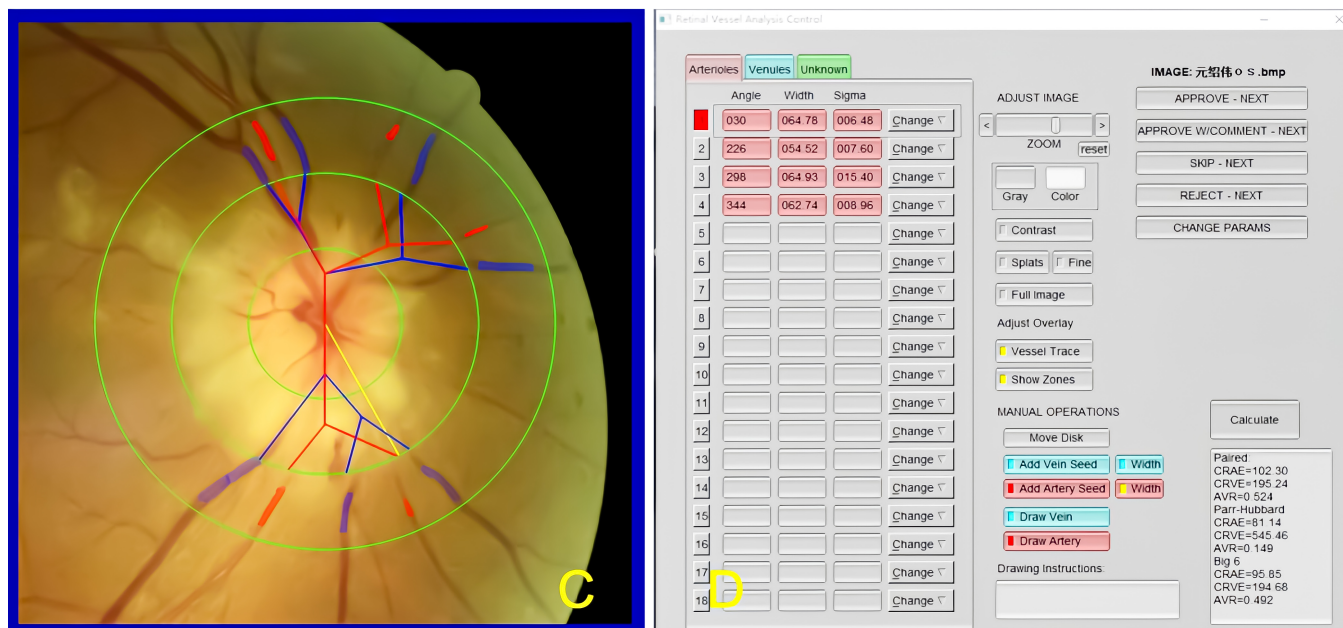 Retinal Vessel Analysis Control
Arterioles Venules Unknown
Angle Width Sigma
030 064.78 006.48 Change
2 226 054.52 007.60 Change
3 298 064.93 015.40 Change
4 344 062.74 008.96 Change
5 Change
6 Change
7 Change
8 Change
9 Change
10 Change
11 Change
12 Change
13 Change
14 Change
15 Change
16 Change
17 Change
18 Change
ADJUST IMAGE
< >
ZOOM
reset
Gray Color
Contrast
Splats Fine
Full Image
Adjust Overlay
Vessel Trace
Show Zones
MANUAL OPERATIONS
Move Disk
Add Vein Seed Width
Add Artery Seed Width
Draw Vein
Draw Artery
Drawing Instructions:
IMAGE: 元绍伟os.bmp
APPROVE - NEXT
APPROVE W/COMMENT - NEXT
SKIP - NEXT
REJECT - NEXT
CHANGE PARAMS
Calculate
Paired:
CRAE=102.30
CRVE=195.24
AVR=0.524
Parr-Hubbard
CRAE=81.14
CRVE=545.46
AVR=0.149
Big 6
CRAE=95.85
CRVE=194.68
AVR=0.492
C
D